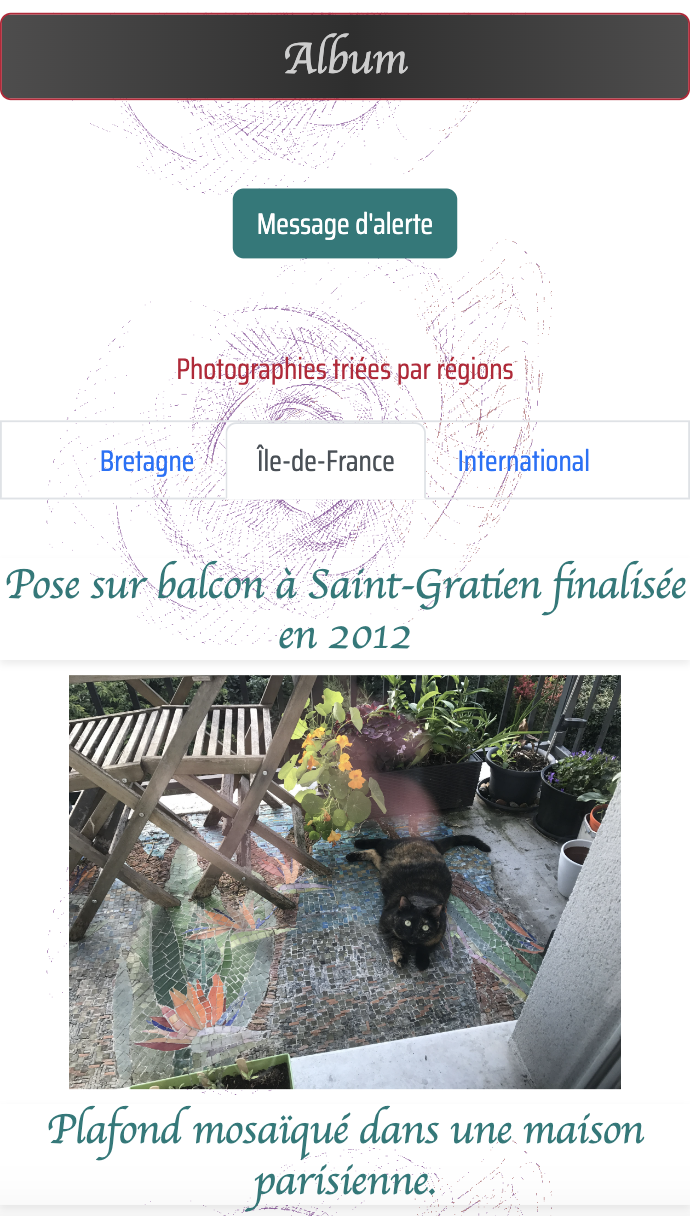 Album
Message d'alerte
Photographies triées par régions
Bretagne
Île-de-France
International
Pose sur balcon à Saint-Gratien finalisée
en 2012
Plafond mosaïqué dans une maison
parisienne.